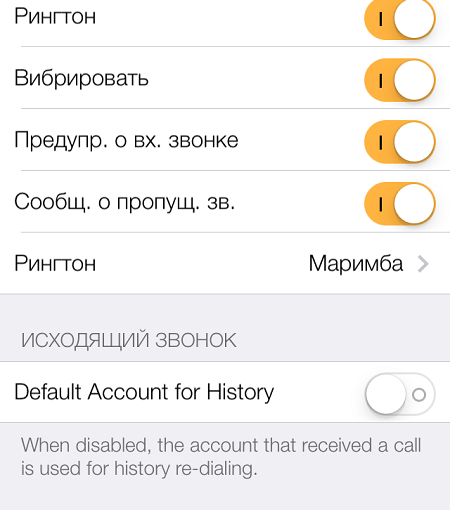 Рингтон
Вибрировать
Предупр. о вх. звонке
Сообщ. о пропущ. зв.
Рингтон Маримба
ИСХОДЯЩИЙ ЗВОНОК
Default Account for History
When disabled, the account that received a call
is used for history re-dialing.